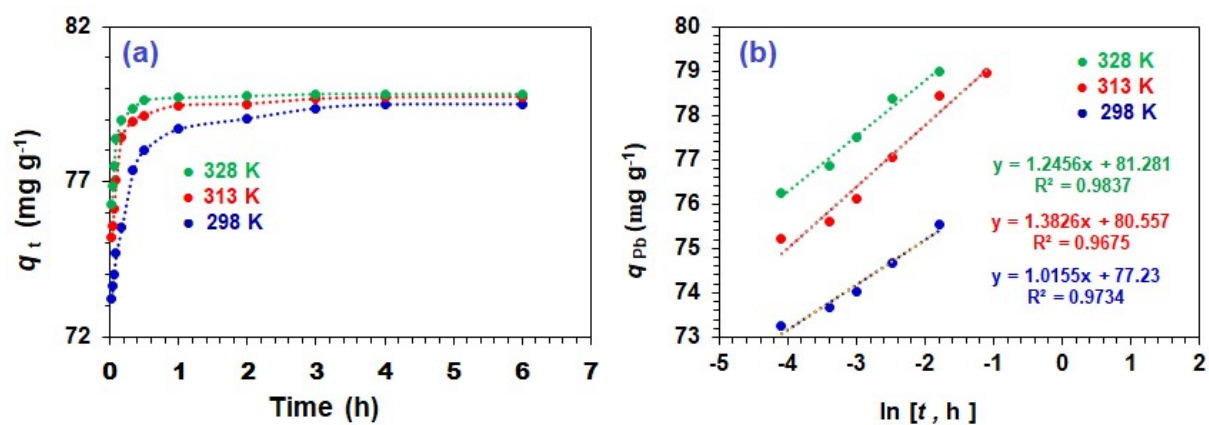 (a)
82
77
72
q t (mg g-1)
328 K
313 K
298 K
0 1 2 3 4 5 6 7
Time (h)
(b)
80
79
78
77
76
75
74
73
q Pb (mg g-1)
328 K
313 K
298 K
y = 1.2456x + 81.281
R² = 0.9837
y = 1.3826x + 80.557
R² = 0.9675
y = 1.0155x + 77.23
R² = 0.9734
-5 -4 -3 -2 -1 0 1 2
ln [t , h ]